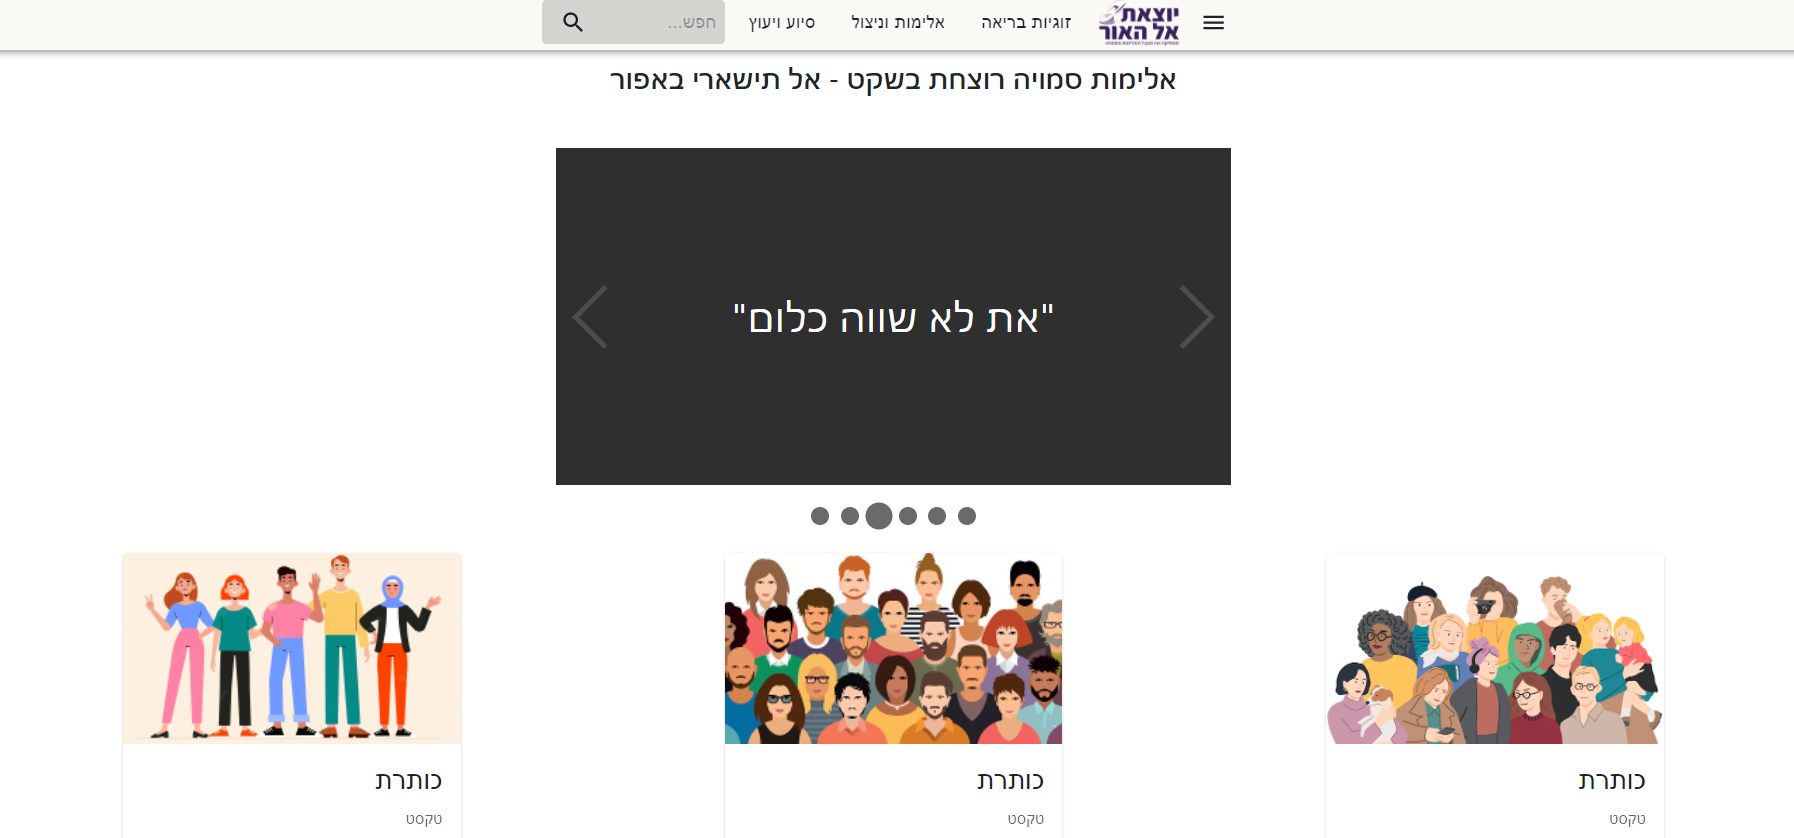 יוצאת
אל האור
זוגיות בריאה
אלימות וניצול
סיוע ויעוץ
חפש...
אלימות סמויה רוצחת בשקט - אל תישארי באפור
"את לא שווה כלום"
כותרת
טקסט
כותרת
טקסט
כותרת
טקסט